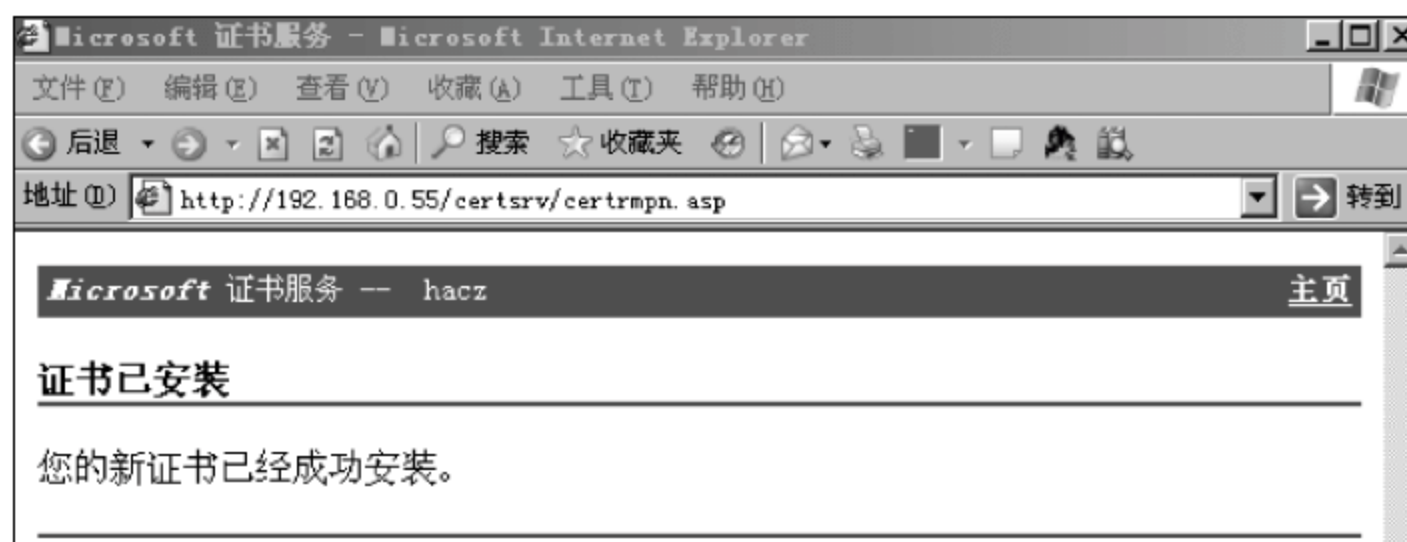 Microsoft 证书服务 - Microsoft Internet Explorer
文件(F) 编辑(E) 查看(V) 收藏(A) 工具(T) 帮助(H)
后退 搜索 收藏夹
地址(D) http://192.168.0.55/certsrv/certrmpn.asp 转到
Microsoft 证书服务 -- hacz 主页
证书已安装
您的新证书已经成功安装。